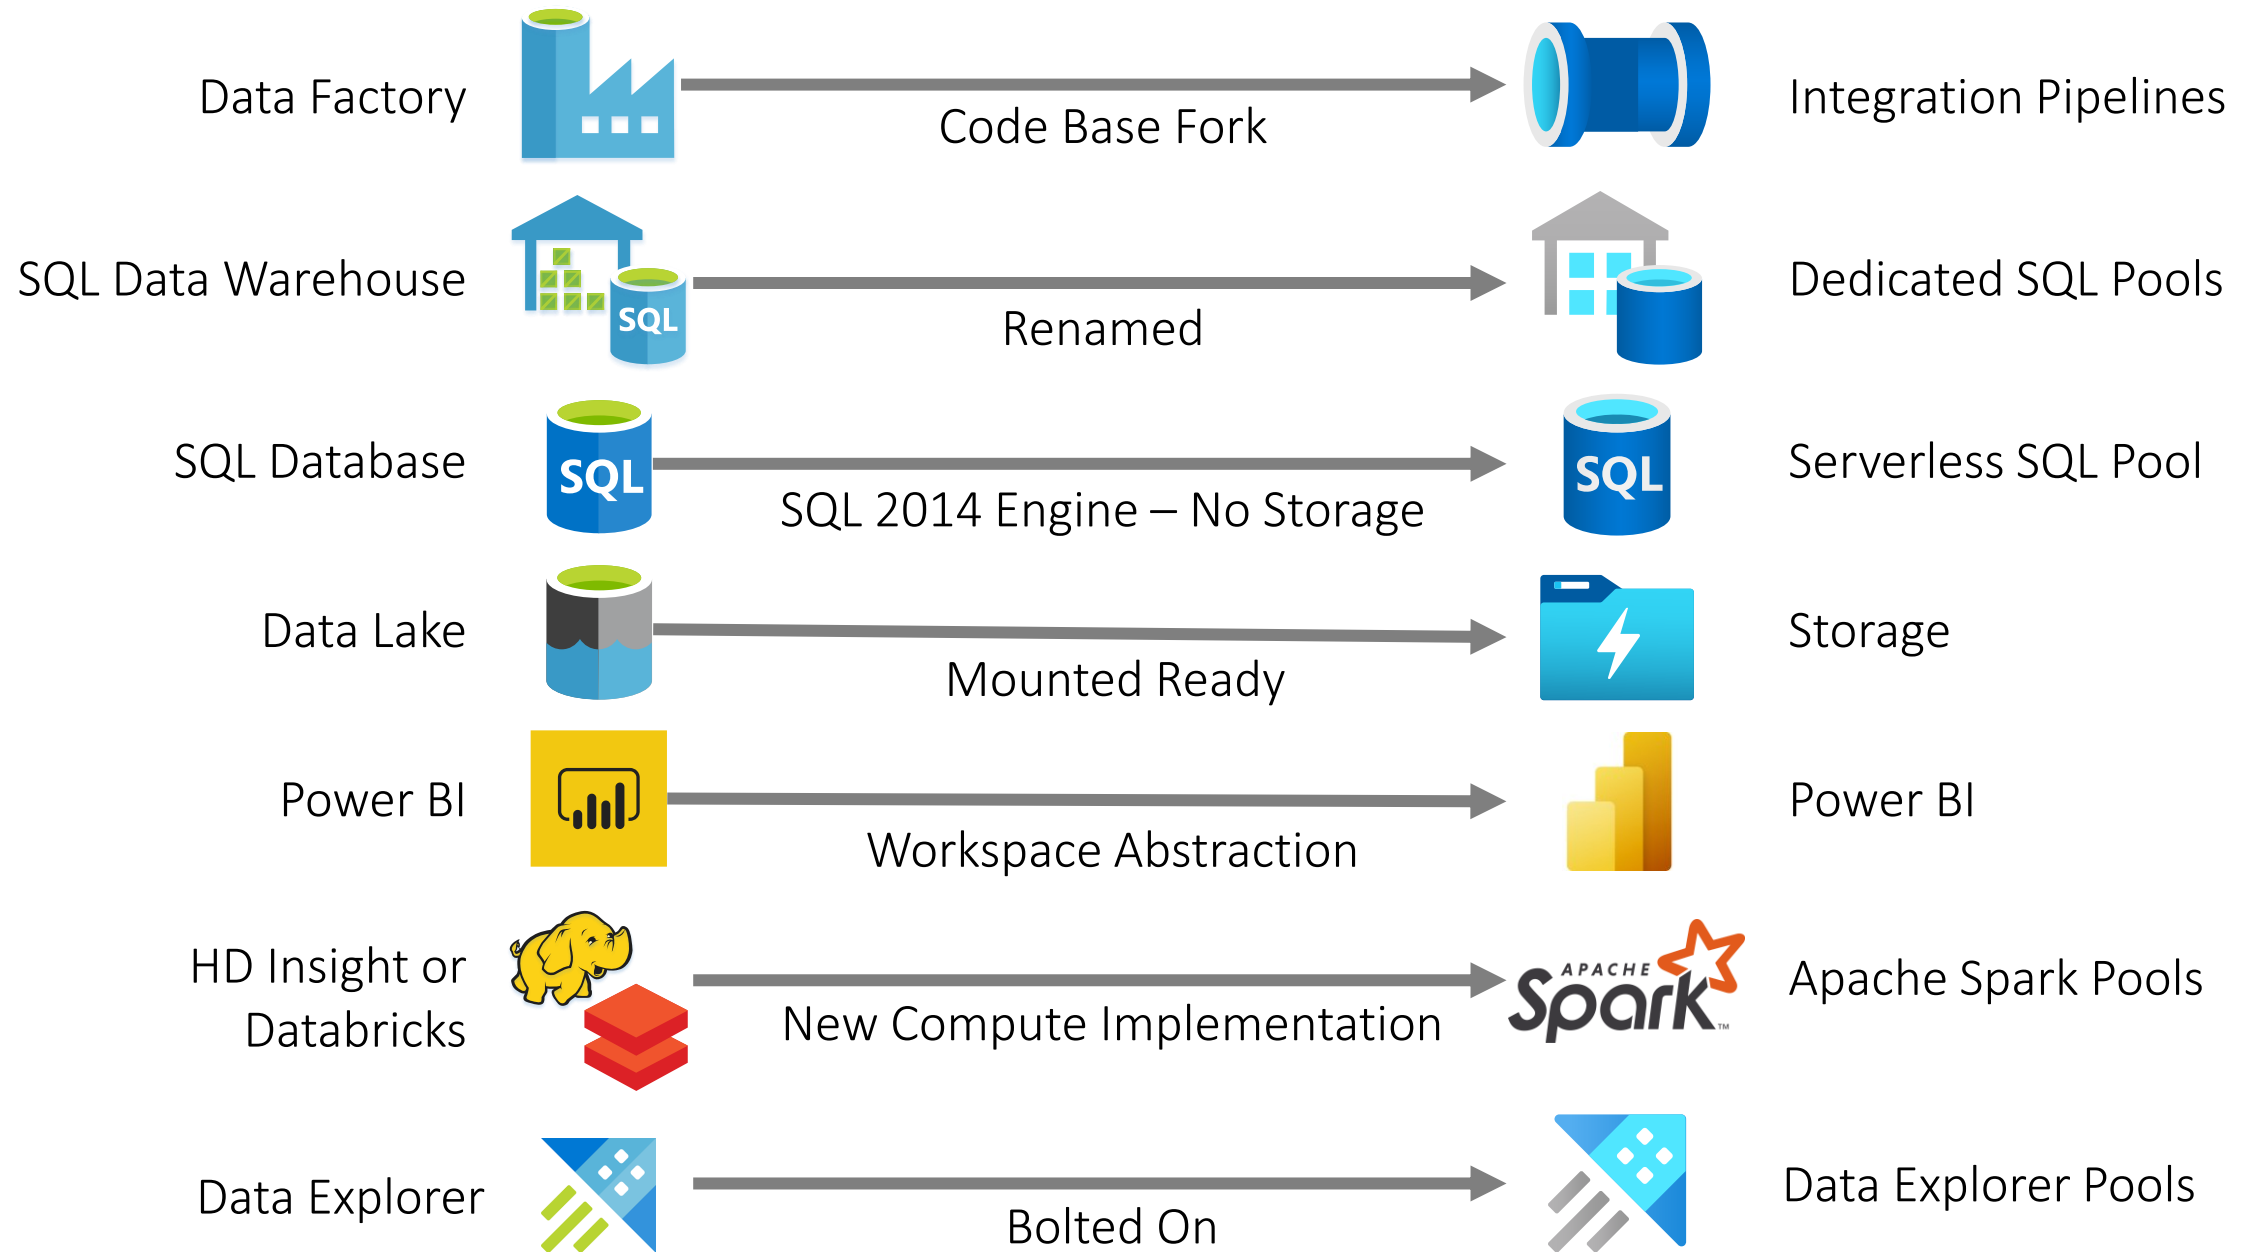 Data Factory
Code Base Fork
Integration Pipelines
SQL Data Warehouse
SQL
Renamed
Dedicated SQL Pools
SQL Database
SQL
SQL 2014 Engine – No Storage
SQL
Serverless SQL Pool
Data Lake
Mounted Ready
Storage
Power BI
Workspace Abstraction
Power BI
HD Insight or
Databricks
New Compute Implementation
APACHE
Spark™
Apache Spark Pools
Data Explorer
Bolted On
Data Explorer Pools